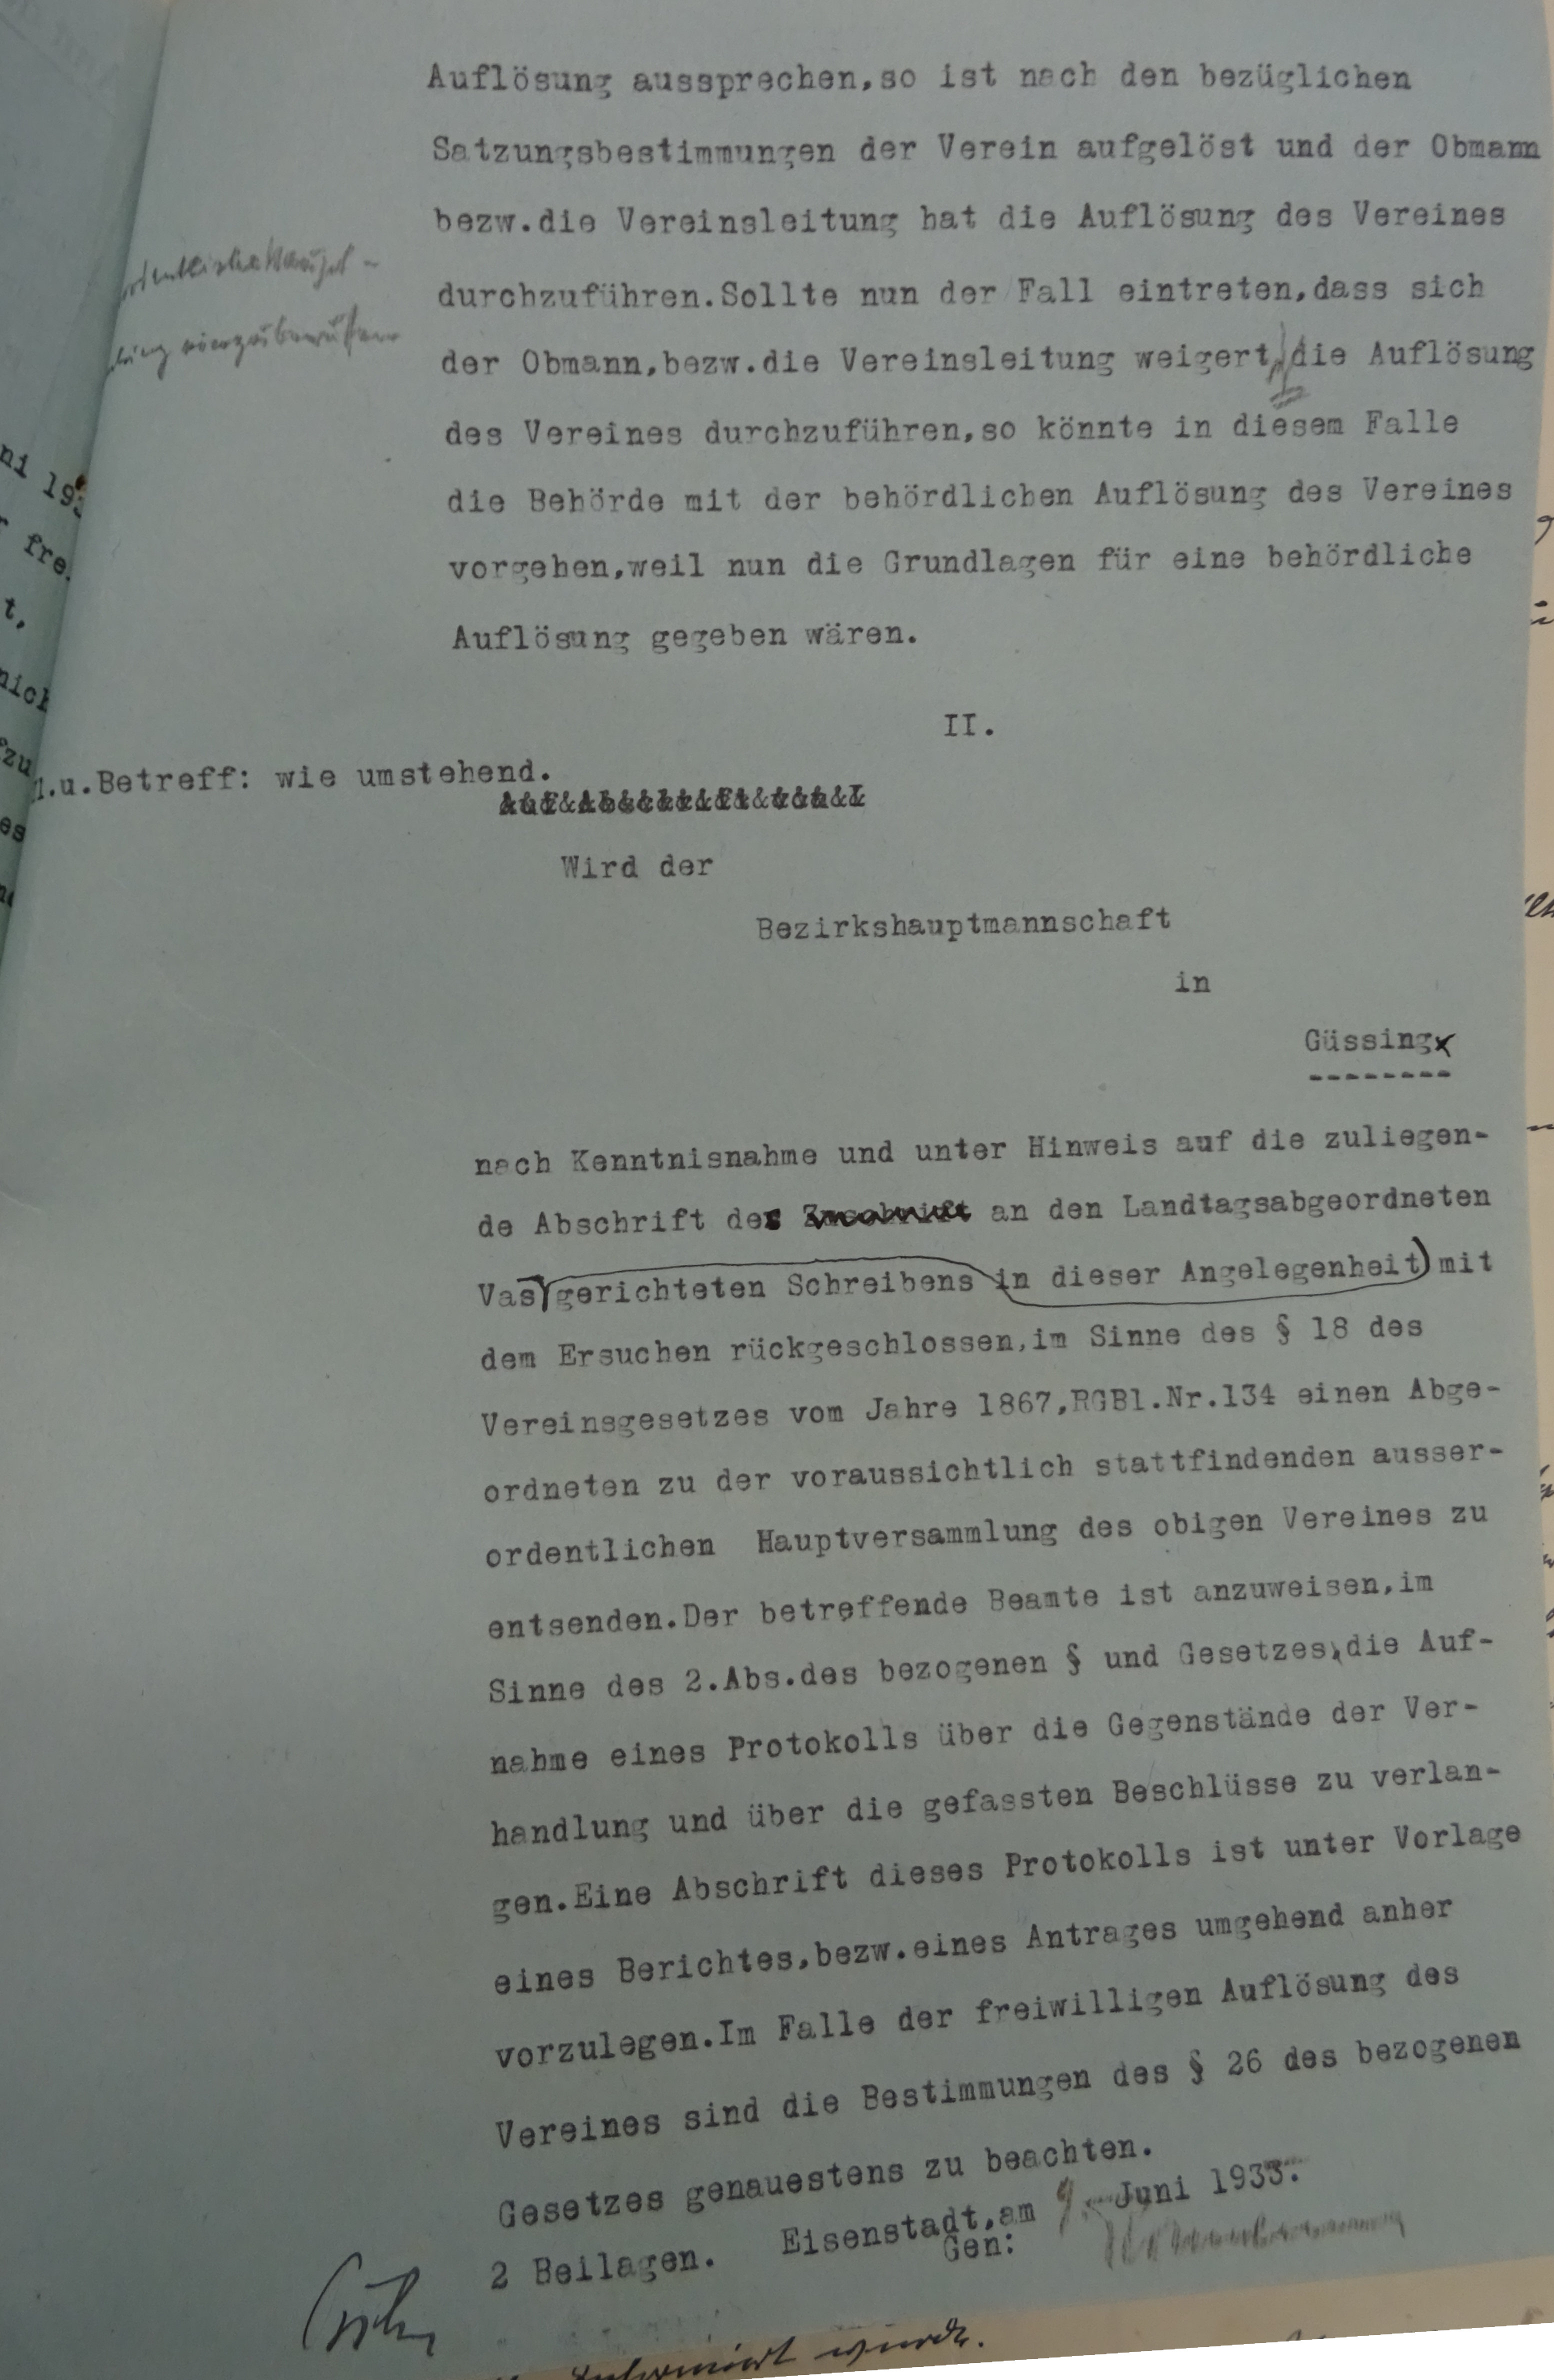 Auflösung aussprechen,so ist nach den bezüglichen
Satzungsbestimmungen der Verein aufgelöst und der Obmann
bezw.die Vereinsleitung hat die Auflösung des Vereines
durchzuführen.Sollte nun der Fall eintreten,dass sich
der Obmann,bezw.die Vereinsleitung weigert,die Auflösung
des Vereines durchzuführen,so könnte in diesem Falle
die Behörde mit der behördlichen Auflösung des Vereines
vorgehen,weil nun die Grundlagen für eine behördliche
Auflösung gegeben wären.
ni 193
fre
t,
nich
fzu
es
II.
.u.Betreff: wie umstehend.
Wird der
Bezirkshauptmannschaft
in
Güssing
--------
nach Kenntnisnahme und unter Hinweis auf die zuliegen-
de Abschrift des Zuschrift an den Landtagsabgeordneten
Vas gerichteten Schreibens in dieser Angelegenheit mit
dem Ersuchen rückgeschlossen,im Sinne des § 18 des
Vereinsgesetzes vom Jahre 1867,RGBl.Nr.134 einen Abge-
ordneten zu der voraussichtlich stattfindenden ausser-
ordentlichen Hauptversammlung des obigen Vereines zu
entsenden.Der betreffende Beamte ist anzuweisen,im
Sinne des 2.Abs.des bezogenen § und Gesetzes,die Auf-
nahme eines Protokolls über die Gegenstände der Ver-
handlung und über die gefassten Beschlüsse zu verlan-
gen.Eine Abschrift dieses Protokolls ist unter Vorlage
eines Berichtes,bezw.eines Antrages umgehend anher
vorzulegen.Im Falle der freiwilligen Auflösung des
Vereines sind die Bestimmungen des § 26 des bezogenen
Gesetzes genauestens zu beachten.
Eisenstadt,am 9. Juni 1933.
2 Beilagen. Gen:
wurde.